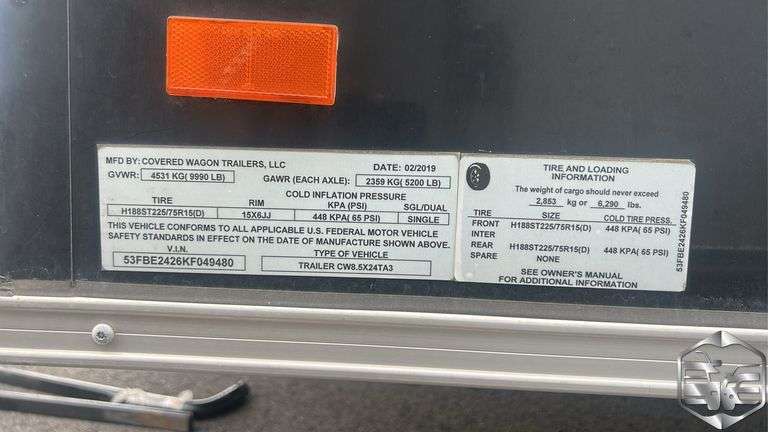 MFD BY: COVERED WAGON TRAILERS, LLC DATE: 02/2019
GVWR: 4531 KG( 9990 LB) GAWR (EACH AXLE): 2359 KG( 5200 LB)
COLD INFLATION PRESSURE
TIRE RIM KPA (PSI) SGL/DUAL
H188ST225/75R15(D) 15X6JJ 448 KPA( 65 PSI) SINGLE
THIS VEHICLE CONFORMS TO ALL APPLICABLE U.S. FEDERAL MOTOR VEHICLE
SAFETY STANDARDS IN EFFECT ON THE DATE OF MANUFACTURE SHOWN ABOVE.
V.I.N. TYPE OF VEHICLE
53FBE2426KF049480 TRAILER CW8.5X24TA3
TIRE AND LOADING
INFORMATION
The weight of cargo should never exceed
2,853 kg or 6,290 lbs.
TIRE SIZE COLD TIRE PRESS.
FRONT H188ST225/75R15(D) 448 KPA( 65 PSI)
INTER
REAR H188ST225/75R15(D) 448 KPA( 65 PSI)
SPARE NONE
SEE OWNER'S MANUAL
FOR ADDITIONAL INFORMATION
53FBE2426KF049480